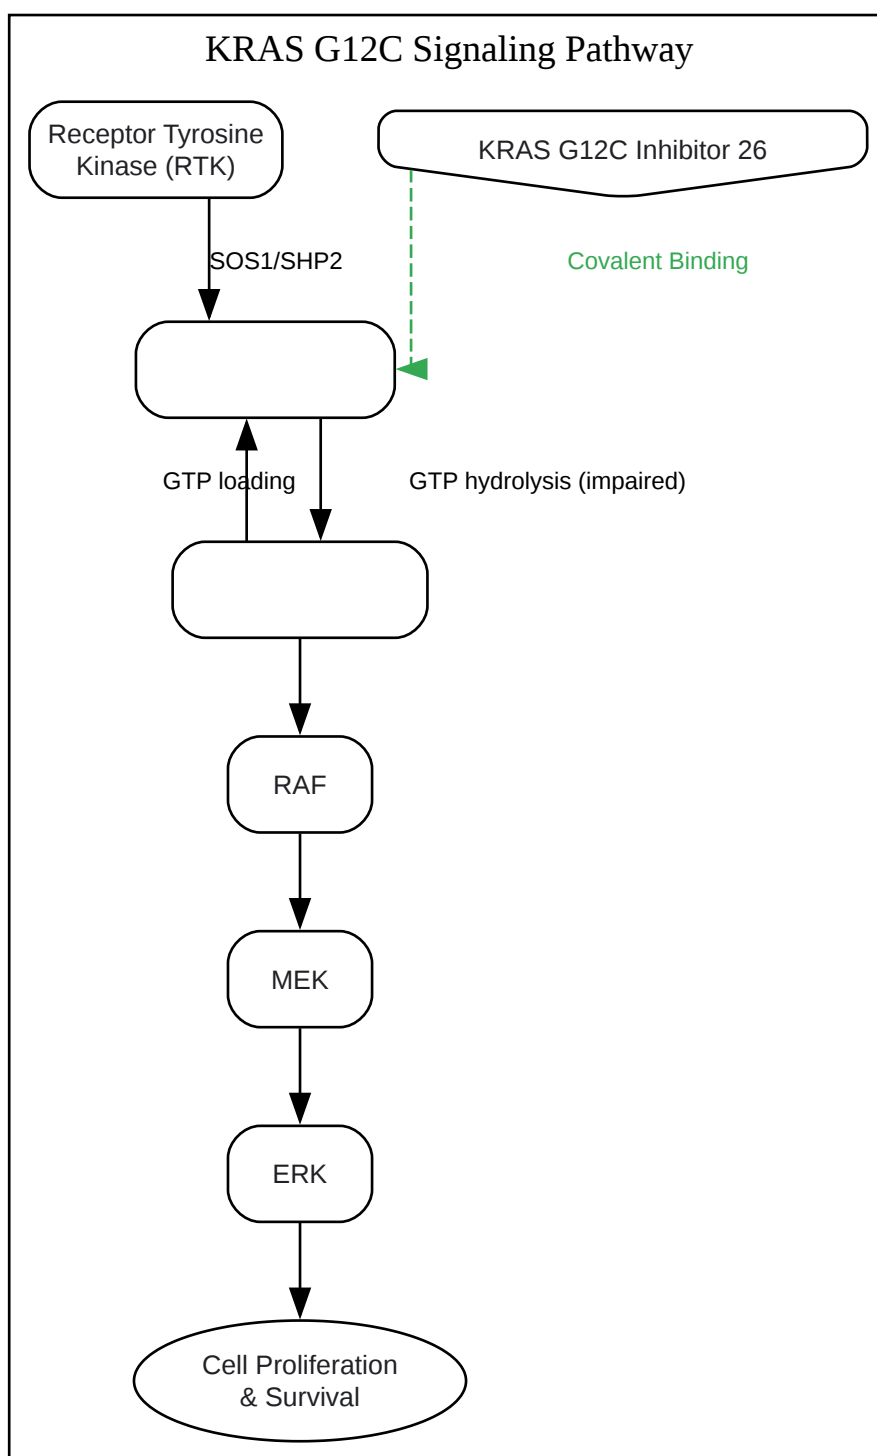 KRAS G12C Signaling Pathway
Receptor Tyrosine
Kinase (RTK)
KRAS G12C Inhibitor 26
SOS1/SHP2
Covalent Binding
GTP loading
GTP hydrolysis (impaired)
RAF
MEK
ERK
Cell Proliferation
& Survival